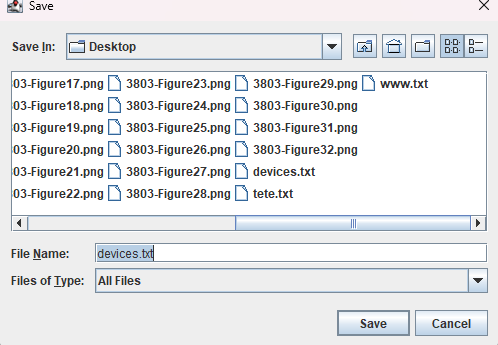 Save
Save In: Desktop
03-Figure17.png 3803-Figure23.png 3803-Figure29.png www.txt
03-Figure18.png 3803-Figure24.png 3803-Figure30.png
03-Figure19.png 3803-Figure25.png 3803-Figure31.png
03-Figure20.png 3803-Figure26.png 3803-Figure32.png
03-Figure21.png 3803-Figure27.png devices.txt
03-Figure22.png 3803-Figure28.png tete.txt
File Name: devices.txt
Files of Type: All Files
Save Cancel